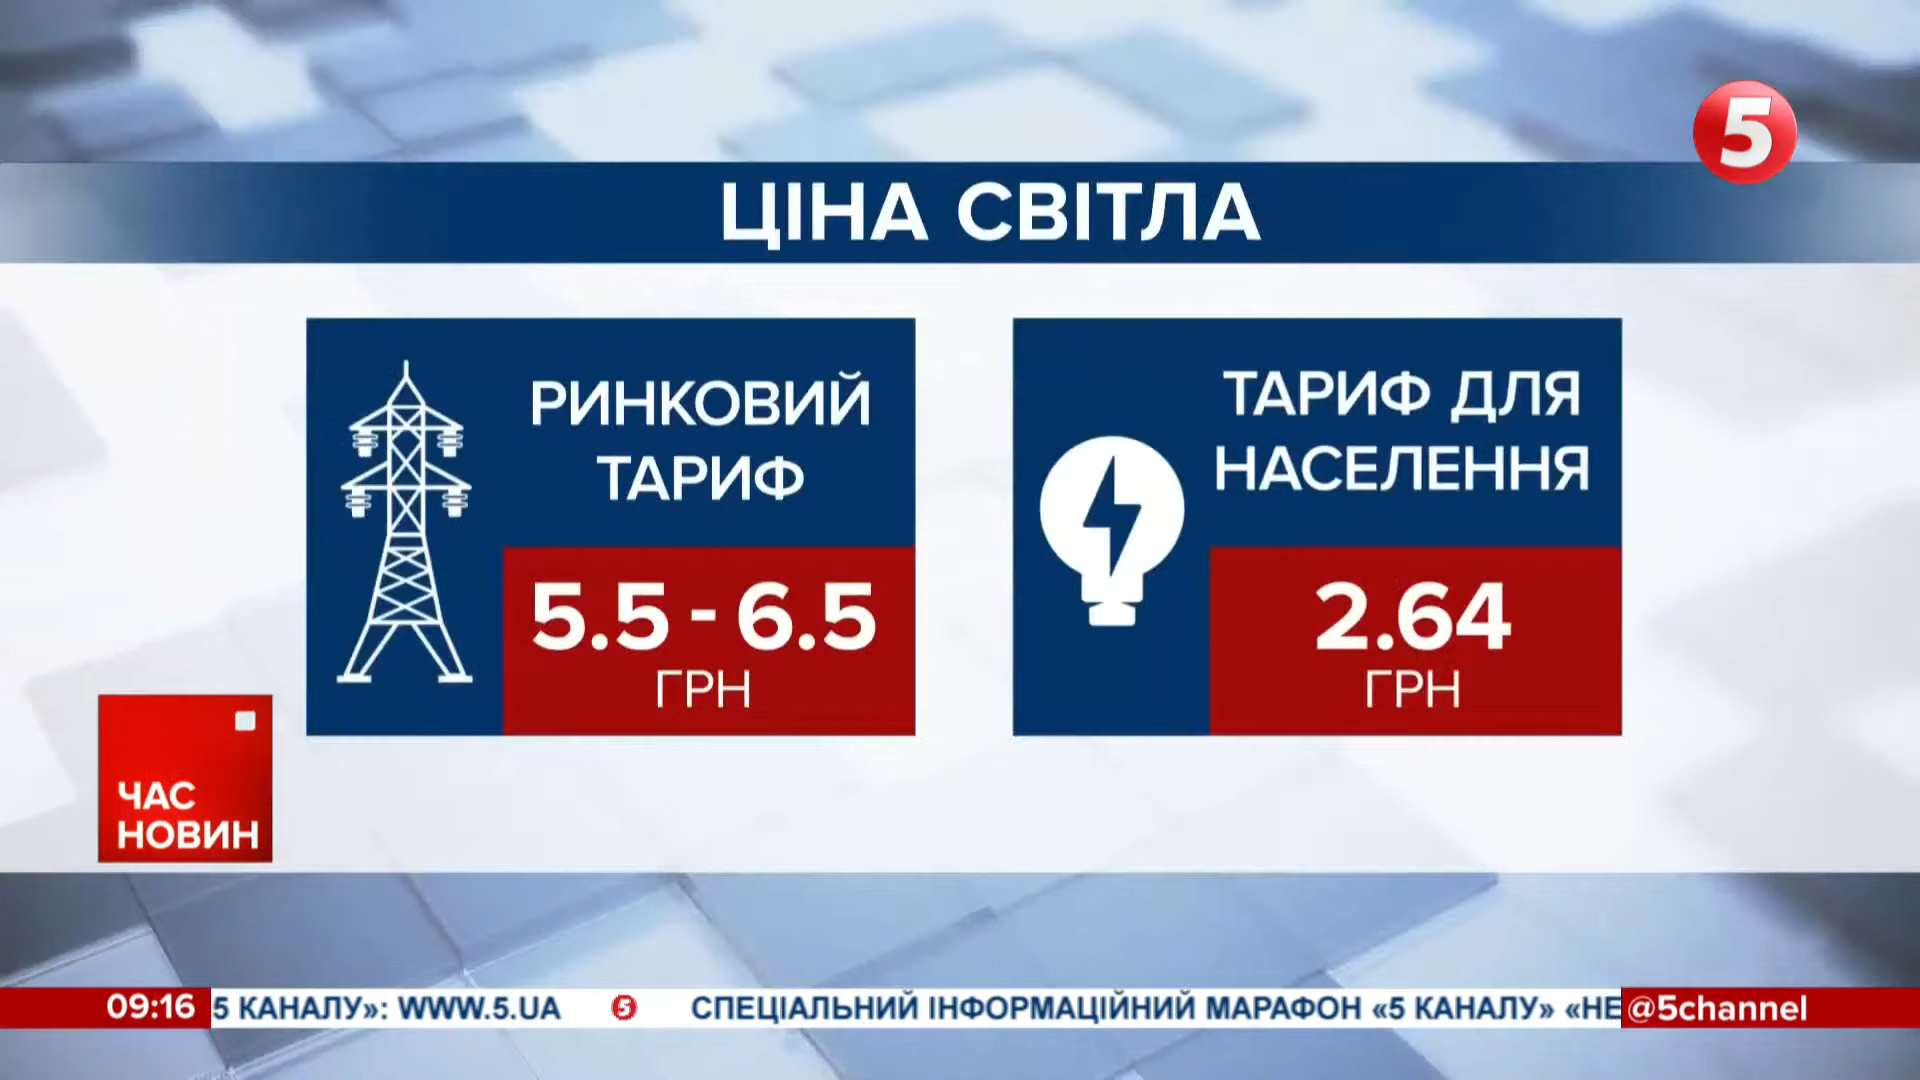 5
ЦІНА СВІТЛА
РИНКОВИЙ
ТАРИФ
5.5 - 6.5
ГРН
ТАРИФ ДЛЯ
НАСЕЛЕННЯ
2.64
ГРН
ЧАС
НОВИН
09:16 5 КАНАЛУ»: WWW.5.UA 5 СПЕЦІАЛЬНИЙ ІНФОРМАЦІЙНИЙ МАРАФОН «5 КАНАЛУ» «НЕ @5channel